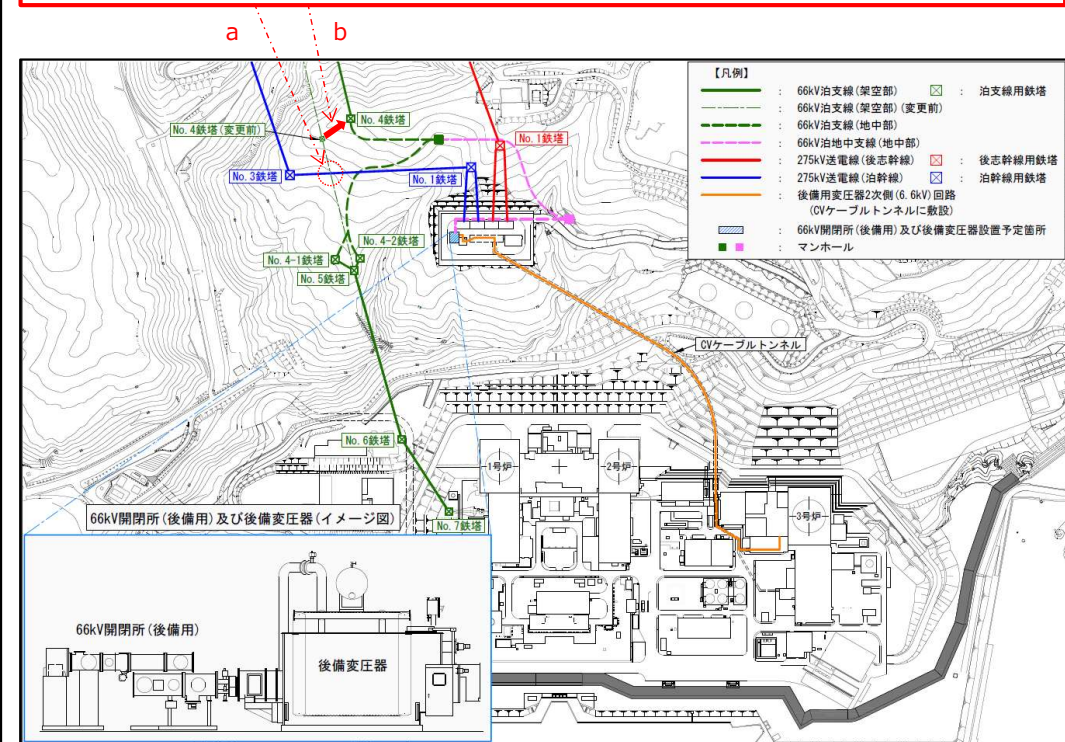 a
b
【凡例】
: 66kV泊支線(架空部)
: 泊支線用鉄塔
: 66kV泊支線(架空部)(変更前)
: 66kV泊支線(地中部)
: 66kV泊地中支線(地中部)
: 275kV送電線(後志幹線)
: 後志幹線用鉄塔
: 275kV送電線(泊幹線)
: 泊幹線用鉄塔
: 後備用変圧器2次側(6.6kV)回路
(CVケーブルトンネルに敷設)
: 66kV開閉所(後備用)及び後備変圧器設置予定箇所
: マンホール
No.4鉄塔
No.4鉄塔(変更前)
No.1鉄塔
No.3鉄塔
No.1鉄塔
No.4-2鉄塔
No.4-1鉄塔
No.5鉄塔
CVケーブルトンネル
No.6鉄塔
1号炉
2号炉
No.7鉄塔
3号炉
66kV開閉所(後備用)及び後備変圧器(イメージ図)
66kV開閉所(後備用)
後備変圧器